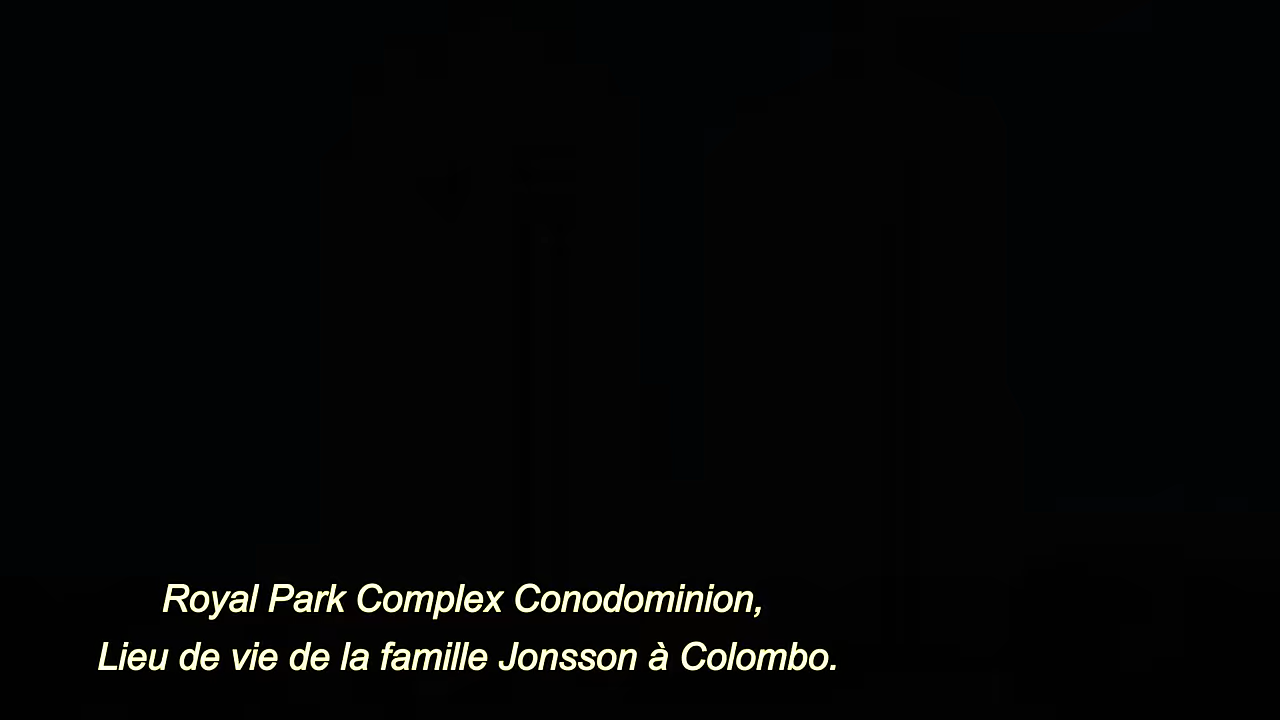 Royal Park Complex Conodominion,
Lieu de vie de la famille Jonsson à Colombo.